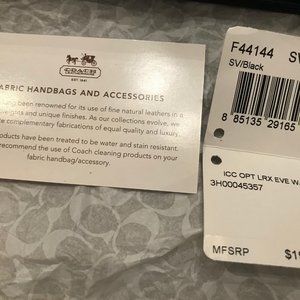 COACH
EST. 1941
FABRIC HANDBAGS AND ACCESSORIES
been renowned for its use of fine natural leathers in a
weights and unique finishes. As our collections evolve, we
complementary fabrications of equal quality and luxury.
products have been treated to be water and stain resistant.
recommend the use of Coach cleaning products on your
fabric handbag/accessory.
F44144 SV
SV/Black
8 85135 29165
ICC OPT LRX EVE W
3H00045357
MFSRP $1